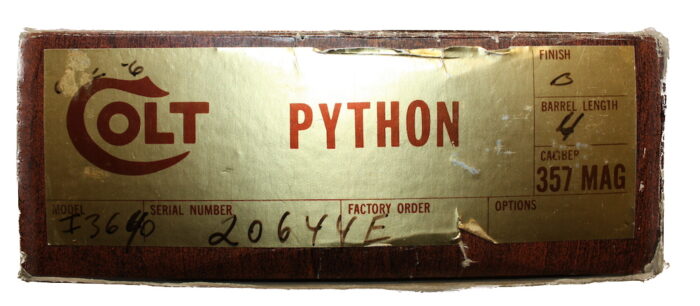 COLT
PYTHON
FINISH
BARREL LENGTH
4
CALIBER
357 MAG
MODEL
I3640
SERIAL NUMBER
20644E
FACTORY ORDER
OPTIONS